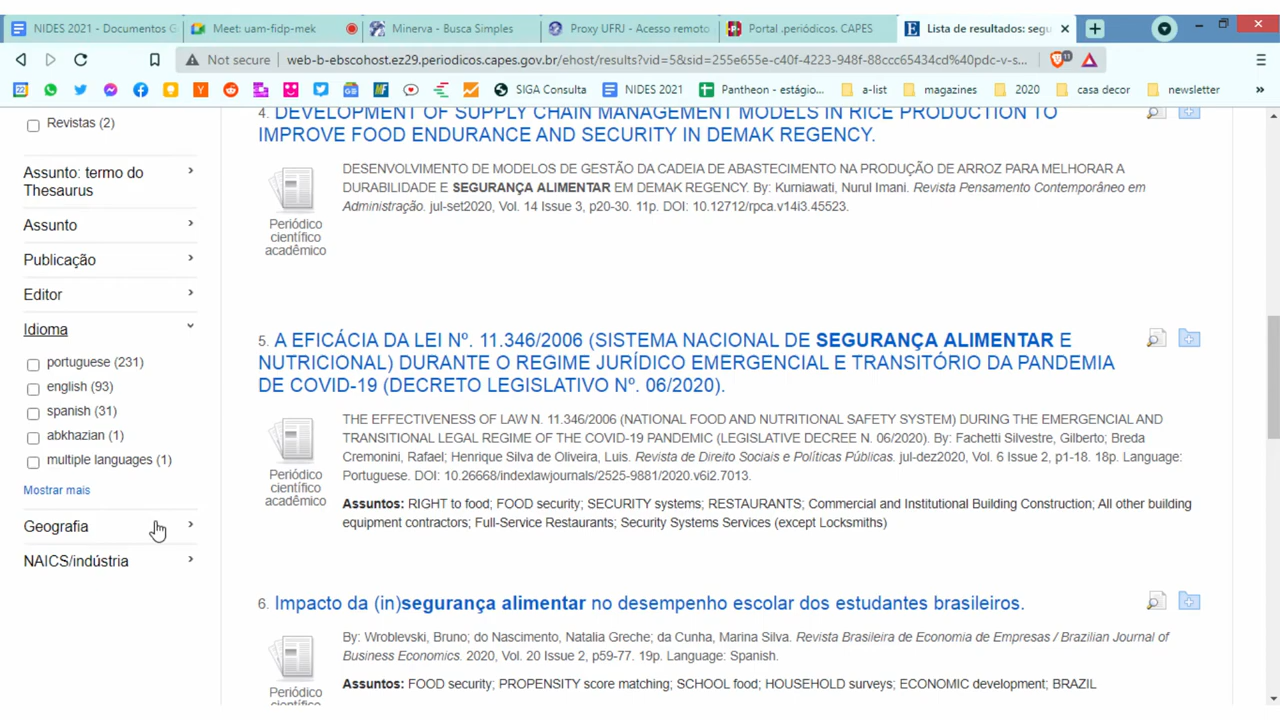 NIDES 2021 - Documentos G
Meet: uam-fidp-mek
Minerva - Busca Simples
Proxy UFRJ - Acesso remoto
Portal .periódicos. CAPES
Lista de resultados: segu
Not secure
web-b-ebscohost.ez29.periodicos.capes.gov.br/ehost/results?vid=5&sid=255e655e-c40f-4223-948f-88ccc65434cd%40pdc-v-s...
SIGA Consulta
NIDES 2021
Pantheon - estágio...
a-list
magazines
2020
casa decor
newsletter
»
Revistas (2)
Assunto: termo do
Thesaurus
Assunto
Publicação
Editor
Idioma
portuguese (231)
english (93)
spanish (31)
abkhazian (1)
multiple languages (1)
Mostrar mais
Geografia
NAICS/indústria
4. DEVELOPMENT OF SUPPLY CHAIN MANAGEMENT MODELS IN RICE PRODUCTION TO
IMPROVE FOOD ENDURANCE AND SECURITY IN DEMAK REGENCY.
Periódico
científico
acadêmico
DESENVOLVIMENTO DE MODELOS DE GESTÃO DA CADEIA DE ABASTECIMENTO NA PRODUÇÃO DE ARROZ PARA MELHORAR A
DURABILIDADE E SEGURANÇA ALIMENTAR EM DEMAK REGENCY. By: Kurniawati, Nurul Imani. Revista Pensamento Contemporâneo em
Administração. jul-set2020, Vol. 14 Issue 3, p20-30. 11p. DOI: 10.12712/rpca.v14i3.45523.
5. A EFICÁCIA DA LEI Nº. 11.346/2006 (SISTEMA NACIONAL DE SEGURANÇA ALIMENTAR E
NUTRICIONAL) DURANTE O REGIME JURÍDICO EMERGENCIAL E TRANSITÓRIO DA PANDEMIA
DE COVID-19 (DECRETO LEGISLATIVO Nº. 06/2020).
Periódico
científico
acadêmico
THE EFFECTIVENESS OF LAW N. 11.346/2006 (NATIONAL FOOD AND NUTRITIONAL SAFETY SYSTEM) DURING THE EMERGENCIAL AND
TRANSITIONAL LEGAL REGIME OF THE COVID-19 PANDEMIC (LEGISLATIVE DECREE N. 06/2020). By: Fachetti Silvestre, Gilberto; Breda
Cremonini, Rafael; Henrique Silva de Oliveira, Luis. Revista de Direito Sociais e Políticas Públicas. jul-dez2020, Vol. 6 Issue 2, p1-18. 18p. Language:
Portuguese. DOI: 10.26668/indexlawjournals/2525-9881/2020.v6i2.7013.
Assuntos: RIGHT to food; FOOD security; SECURITY systems; RESTAURANTS; Commercial and Institutional Building Construction; All other building
equipment contractors; Full-Service Restaurants; Security Systems Services (except Locksmiths)
6. Impacto da (in)segurança alimentar no desempenho escolar dos estudantes brasileiros.
Periódico
By: Wroblevski, Bruno; do Nascimento, Natalia Greche; da Cunha, Marina Silva. Revista Brasileira de Economia de Empresas / Brazilian Journal of
Business Economics. 2020, Vol. 20 Issue 2, p59-77. 19p. Language: Spanish.
Assuntos: FOOD security; PROPENSITY score matching; SCHOOL food; HOUSEHOLD surveys; ECONOMIC development; BRAZIL